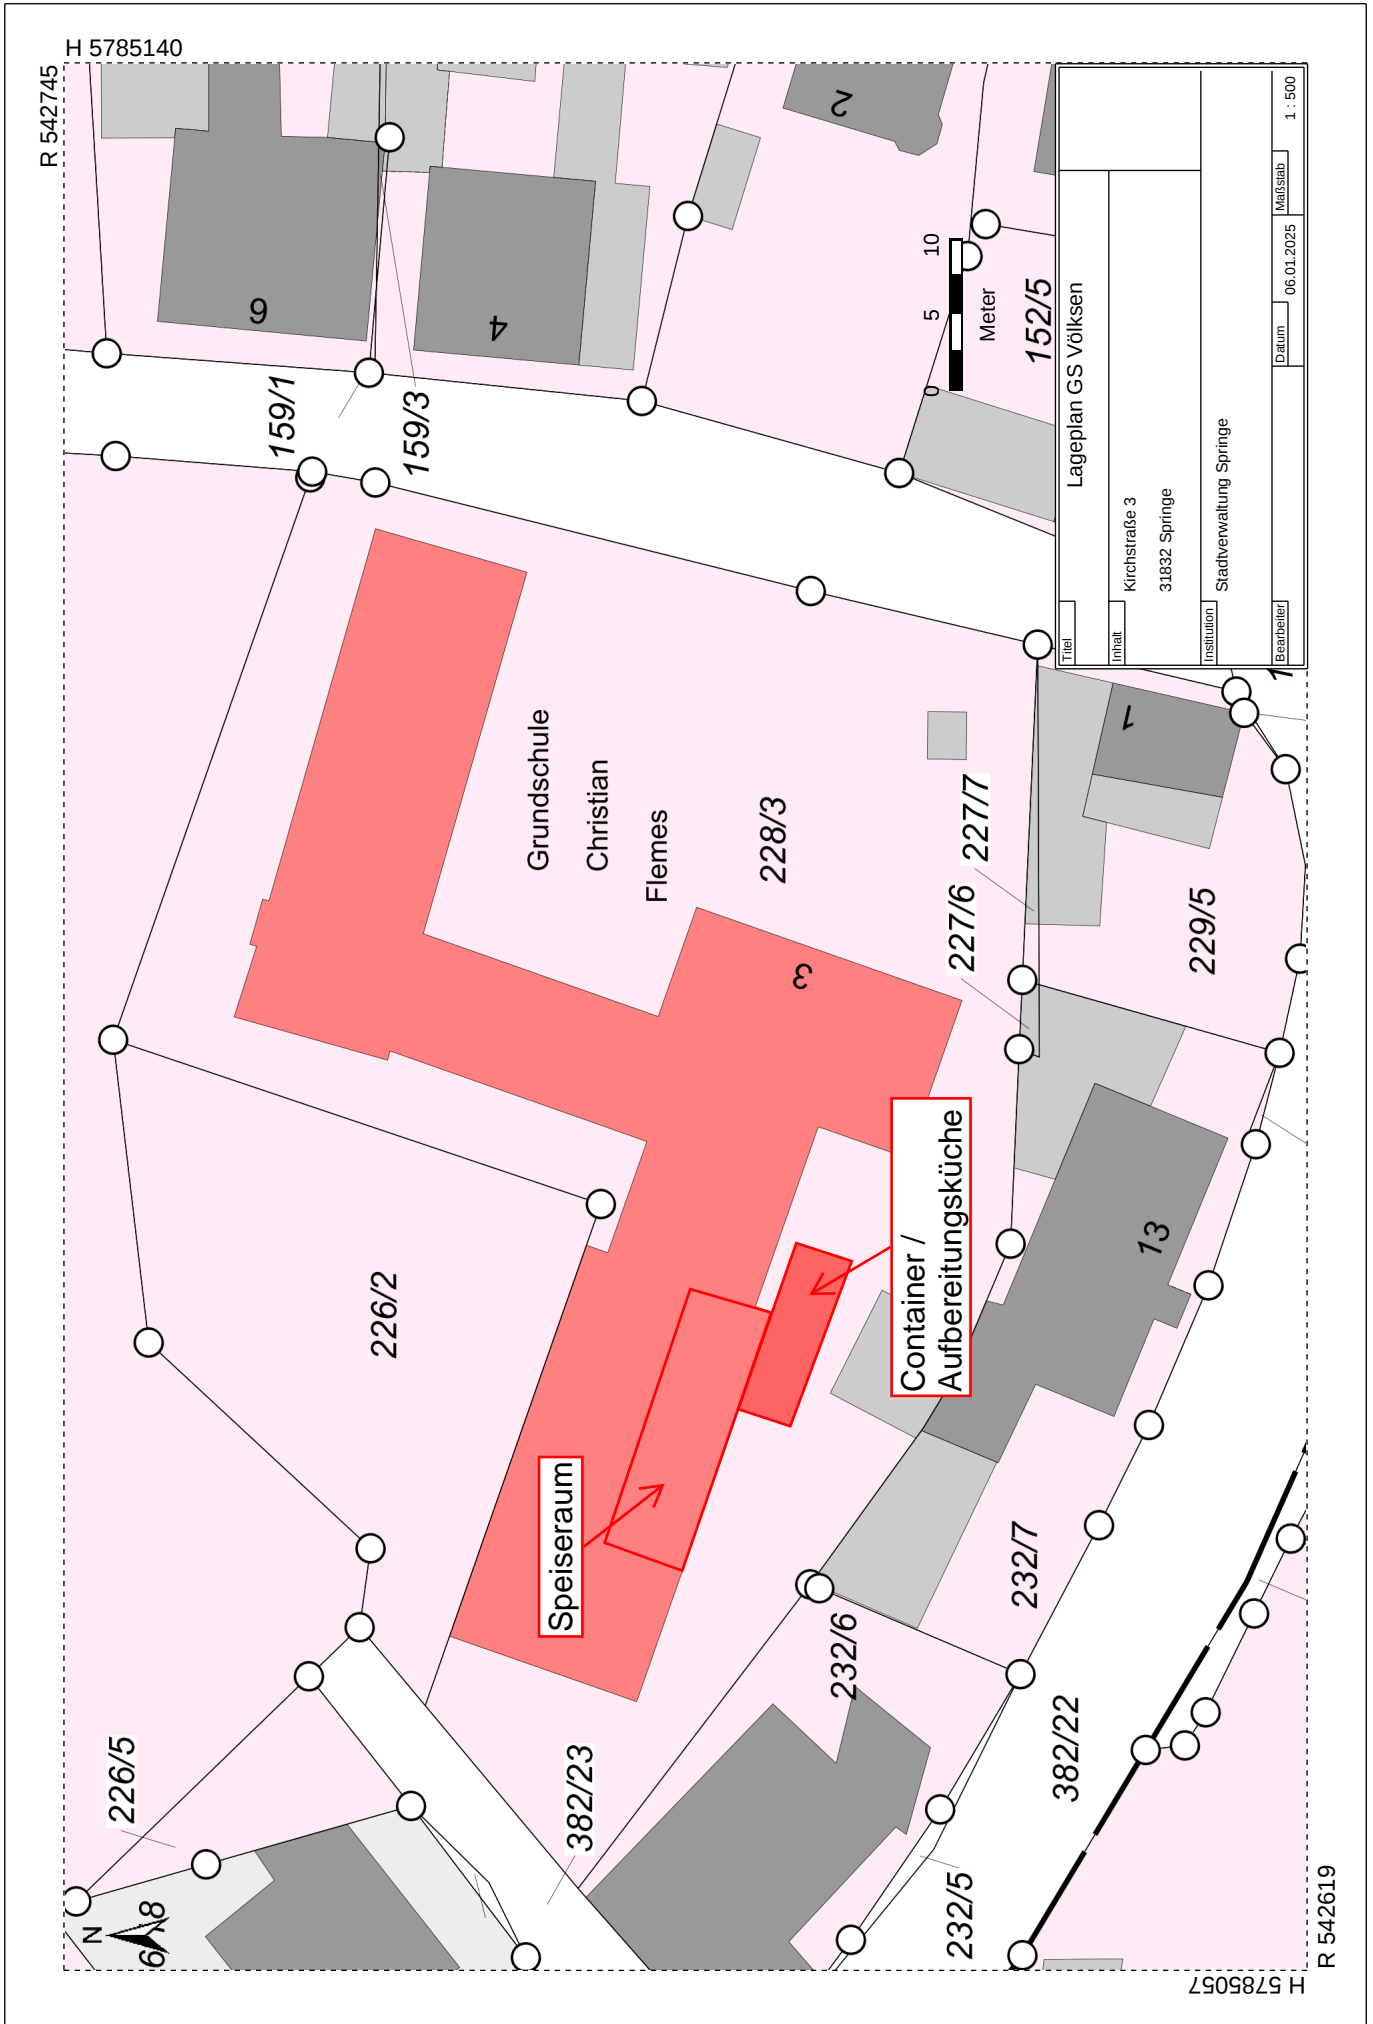 H 5785140
R 542745
6
4
2
159/1
159/3
0 5 10
Meter
152/5
Titel
Lageplan GS Völksen
Inhalt
Kirchstraße 3
31832 Springe
Institution
Stadtverwaltung Springe
Bearbeiter
Datum
06.01.2025
Maßstab
1 : 500
Grundschule
Christian
Flemes
228/3
3
227/7
227/6
1
229/5
226/2
Container /
Aufbereitungsküche
13
Speiseraum
232/7
232/6
382/22
382/23
226/5
232/5
N
H 5785057
R 542619